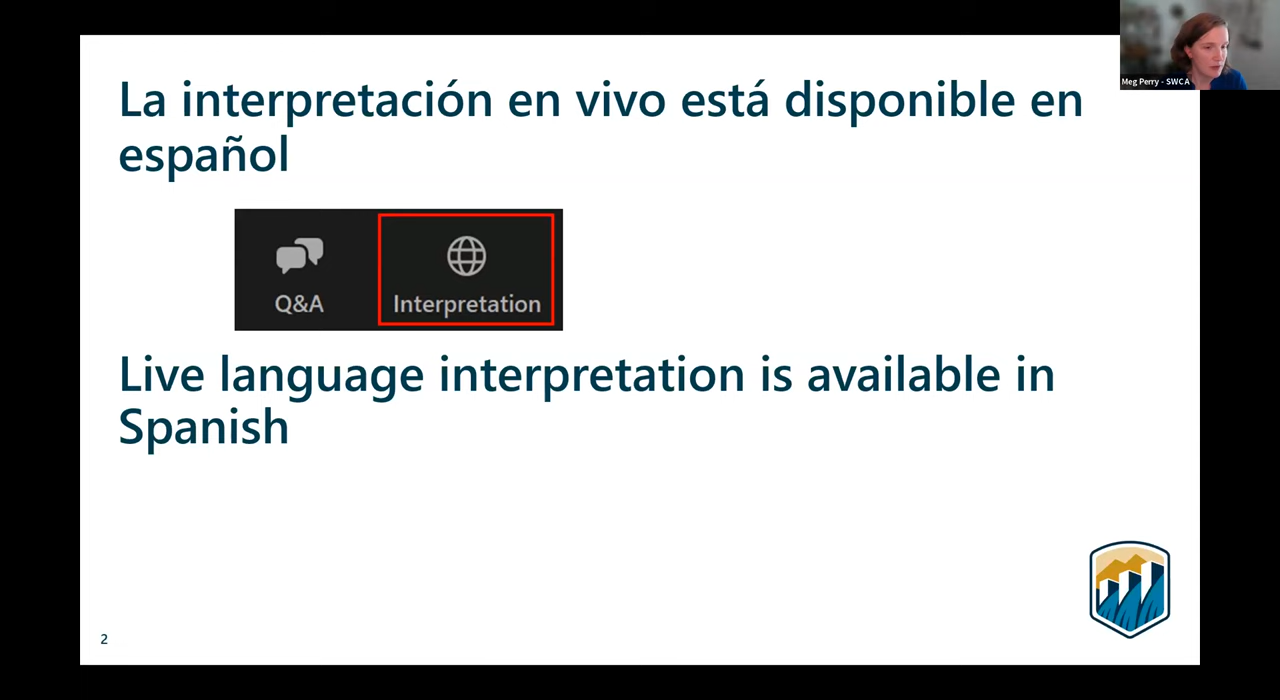 Meg Perry - SWCA
La interpretación en vivo está disponible en
español
Q&A
Interpretation
Live language interpretation is available in
Spanish
2